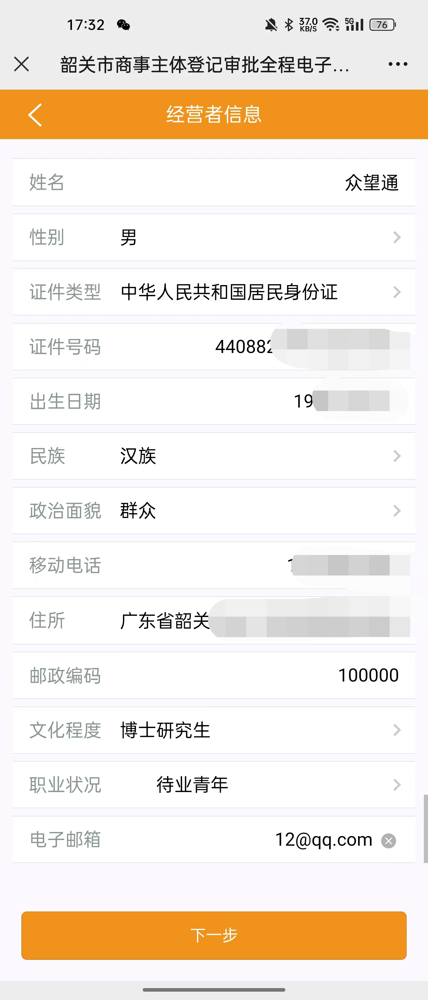 17:32
37.0
KB/S
5G
76
韶关市商事主体登记审批全程电子...
经营者信息
姓名 众望通
性别 男
证件类型 中华人民共和国居民身份证
证件号码 440882
出生日期 19
民族 汉族
政治面貌 群众
移动电话 1
住所 广东省韶关
邮政编码 100000
文化程度 博士研究生
职业状况 待业青年
电子邮箱 12@qq.com
下一步